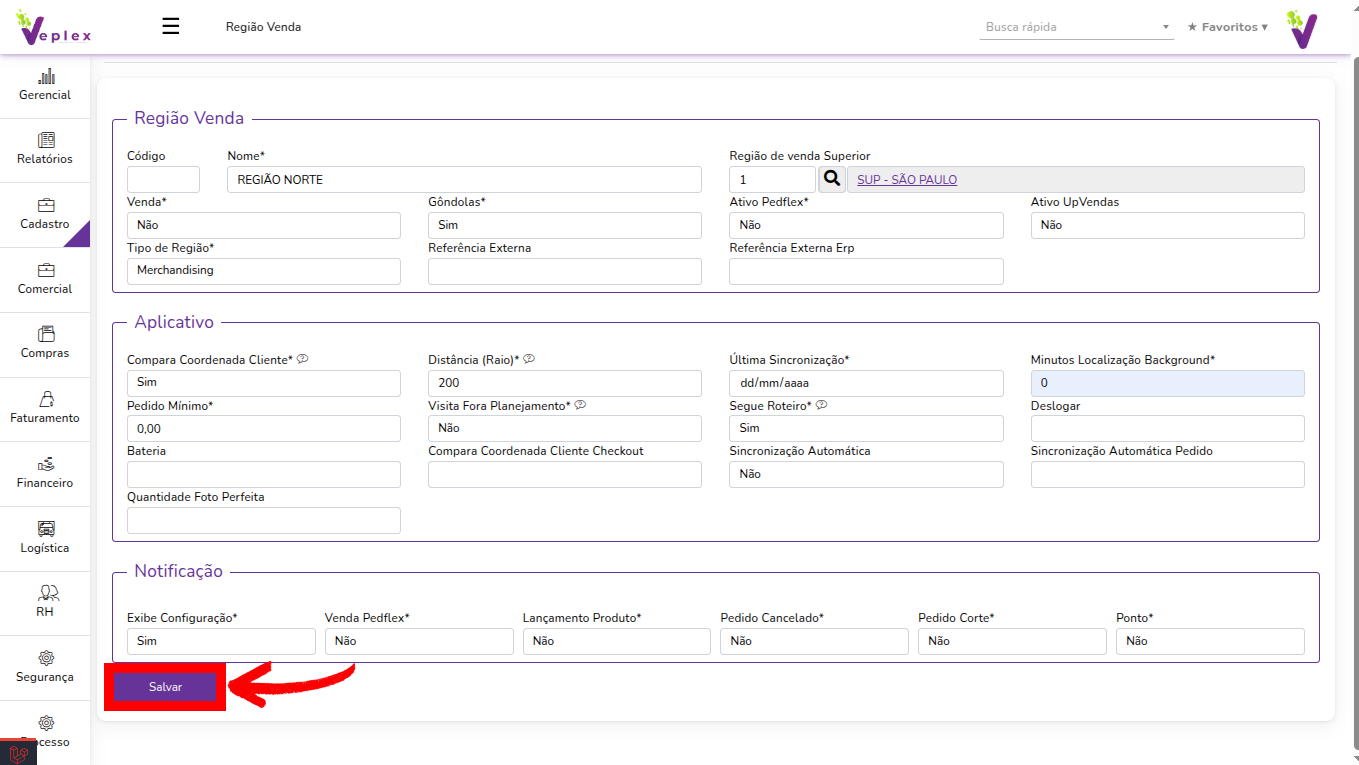 Veplex
Região Venda
Busca rápida
★ Favoritos ▾
Gerencial
Relatórios
Cadastro
Comercial
Compras
Faturamento
Financeiro
Logística
RH
Segurança
ocesso
Região Venda
Código Nome* Região de venda Superior
REGIÃO NORTE 1 SUP - SÃO PAULO
Venda* Gôndolas* Ativo Pedflex* Ativo UpVendas
Não Sim Não Não
Tipo de Região* Referência Externa Referência Externa Erp
Merchandising
Aplicativo
Compara Coordenada Cliente* Distância (Raio)* Última Sincronização* Minutos Localização Background*
Sim 200 dd/mm/aaaa 0
Pedido Mínimo* Visita Fora Planejamento* Segue Roteiro* Deslogar
0,00 Não Sim
Bateria Compara Coordenada Cliente Checkout Sincronização Automática Sincronização Automática Pedido
Não
Quantidade Foto Perfeita
Notificação
Exibe Configuração* Venda Pedflex* Lançamento Produto* Pedido Cancelado* Pedido Corte* Ponto*
Sim Não Não Não Não Não
Salvar